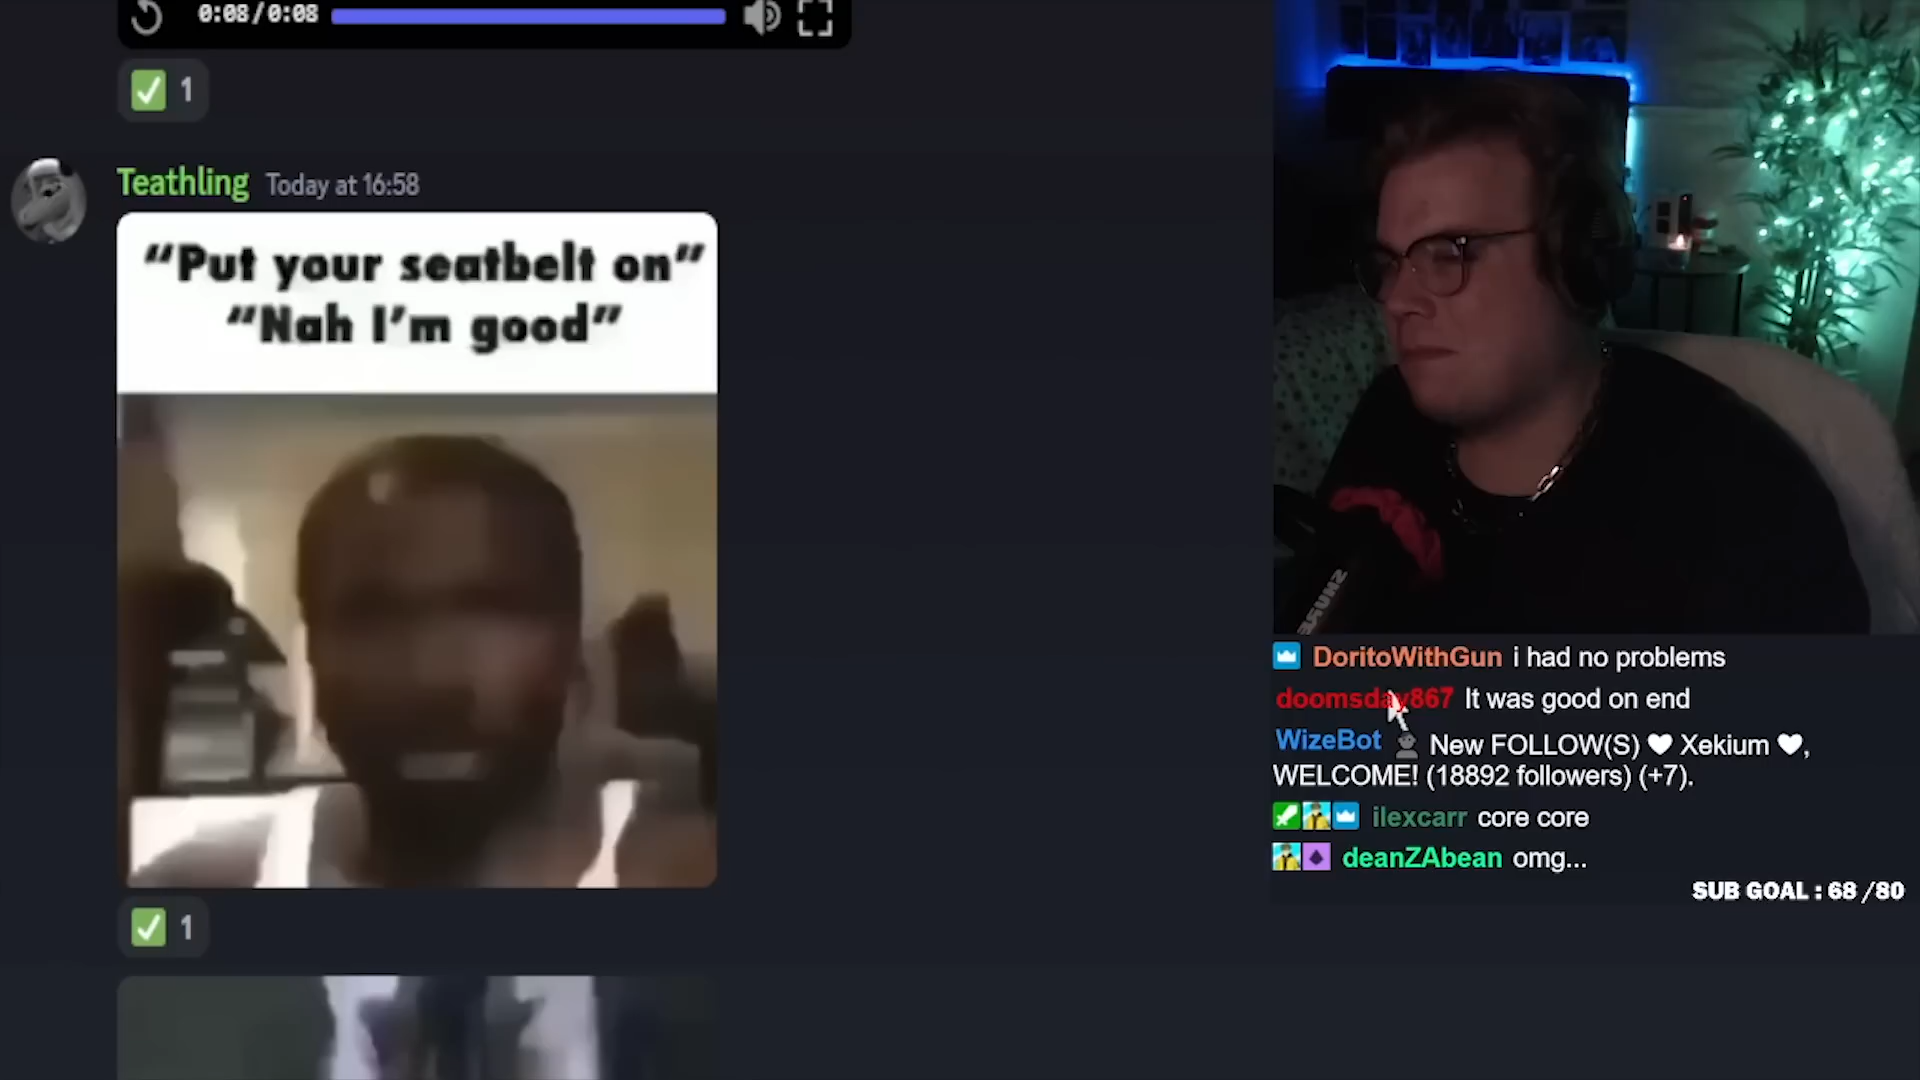 0:08/0:08
1
Teathling Today at 16:58
“Put your seatbelt on”
“Nah I’m good”
1
SHURE
DoritoWithGun i had no problems
doomsday867 It was good on end
WizeBot New FOLLOW(S) ♥ Xekium ♥,
WELCOME! (18892 followers) (+7).
ilexcarr core core
deanZAbean omg...
SUB GOAL : 68 /80